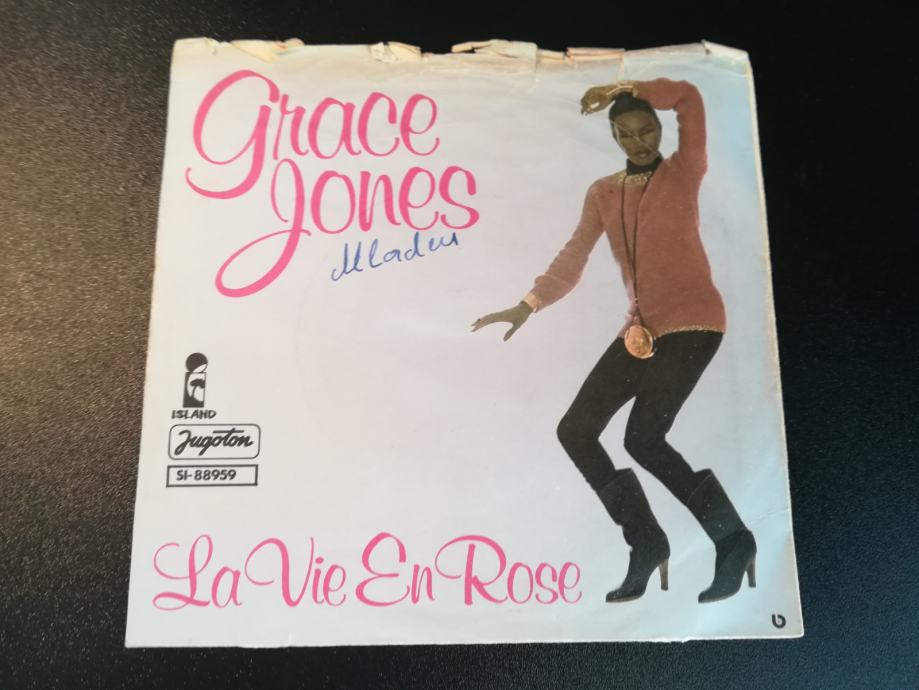 Grace
Jones
Mladen
ISLAND
Jugoton
SI-88959
La Vie En Rose
b